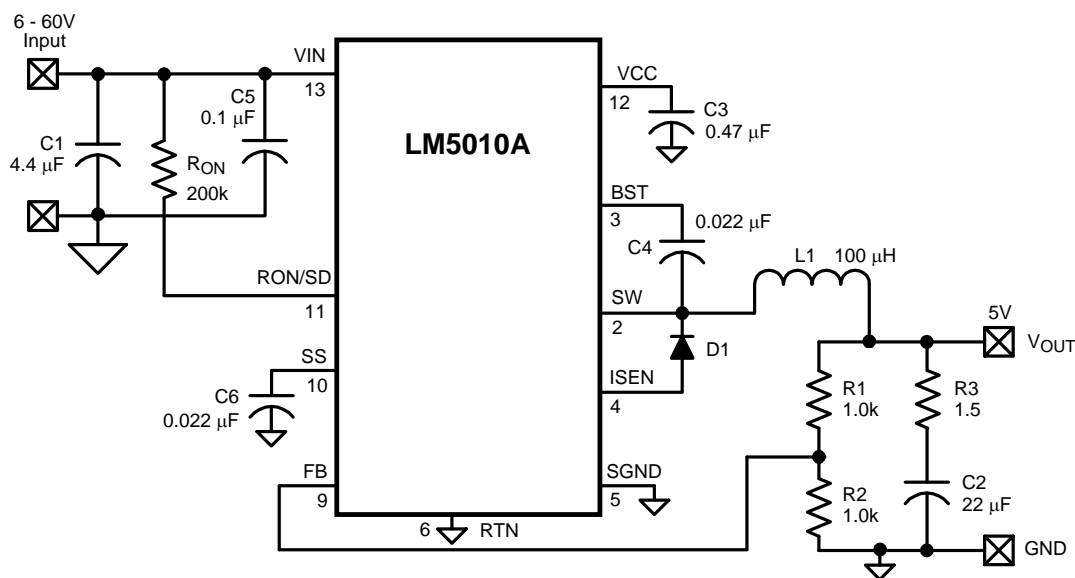 6 - 60V
Input
VIN
13
C5
0.1 μF
C1
4.4 μF
RON
200k
LM5010A
VCC
12
C3
0.47 μF
BST
3
0.022 μF
C4
L1 100 μH
RON/SD
11
SW
2
D1
5V
VOUT
SS
10
C6
0.022 μF
ISEN
4
R1
1.0k
R3
1.5
FB
9
SGND
5
R2
1.0k
C2
22 μF
6 RTN
GND